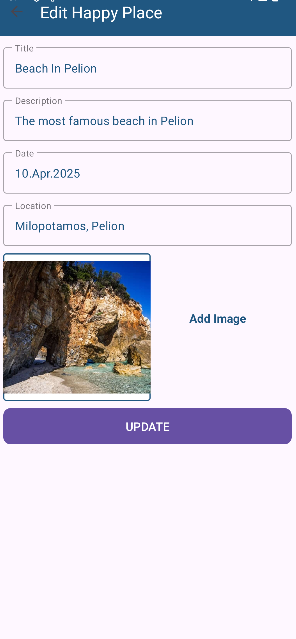 Edit Happy Place
Title
Beach In Pelion
Description
The most famous beach in Pelion
Date
10.Apr.2025
Location
Milopotamos, Pelion
Add Image
UPDATE